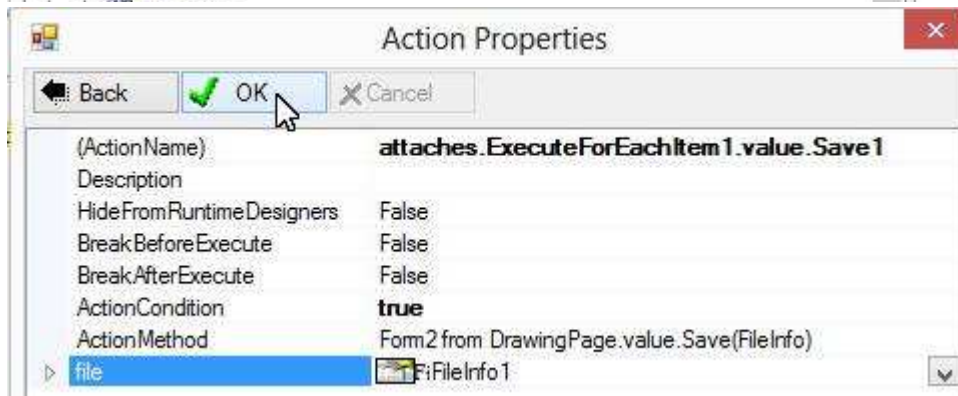 Action Properties
Back OK Cancel
(ActionName) attaches.ExecuteForEachItem1.value.Save1
Description
HideFromRuntimeDesigners False
BreakBeforeExecute False
BreakAfterExecute False
ActionCondition true
ActionMethod Form2 from DrawingPage.value.Save(FileInfo)
file FiFileInfo1